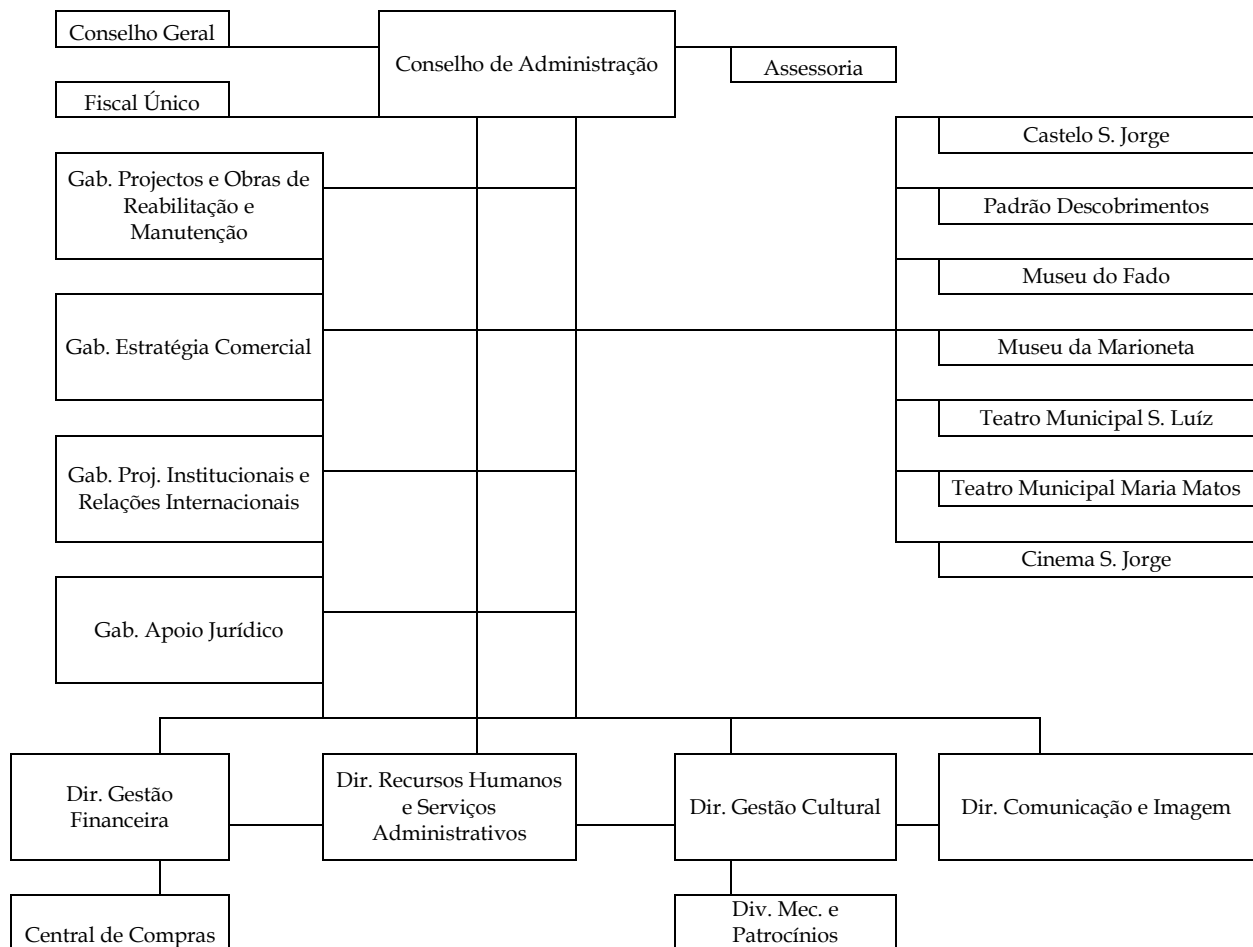 Conselho Geral
Conselho de Administração
Assessoria
Fiscal Único
Gab. Projectos e Obras de
Reabilitação e
Manutenção
Gab. Estratégia Comercial
Gab. Proj. Institucionais e
Relações Internacionais
Gab. Apoio Jurídico
Castelo S. Jorge
Padrão Descobrimentos
Museu do Fado
Museu da Marioneta
Teatro Municipal S. Luíz
Teatro Municipal Maria Matos
Cinema S. Jorge
Dir. Gestão
Financeira
Dir. Recursos Humanos
e Serviços
Administrativos
Dir. Gestão Cultural
Dir. Comunicação e Imagem
Central de Compras
Div. Mec. e
Patrocínios